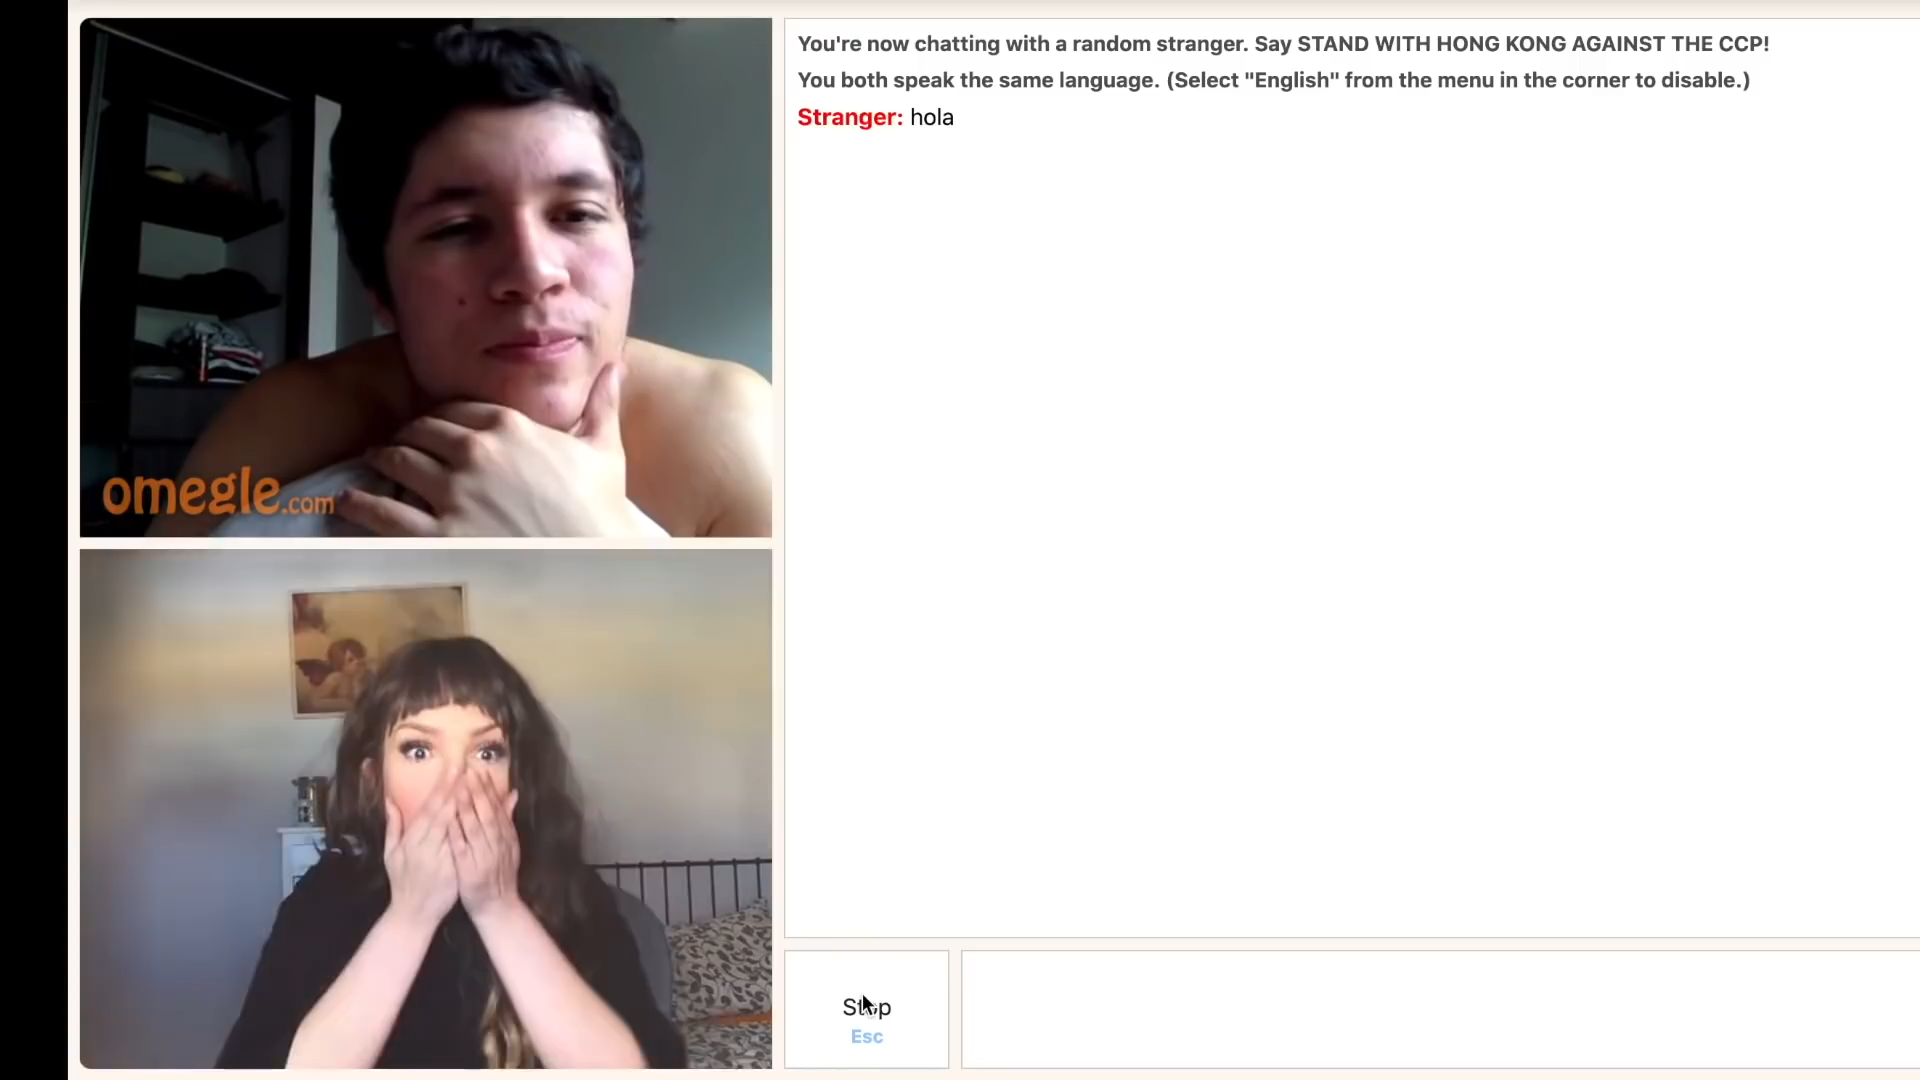 You're now chatting with a random stranger. Say STAND WITH HONG KONG AGAINST THE CCP!
You both speak the same language. (Select "English" from the menu in the corner to disable.)
Stranger: hola
omegle.com
Stop
Esc